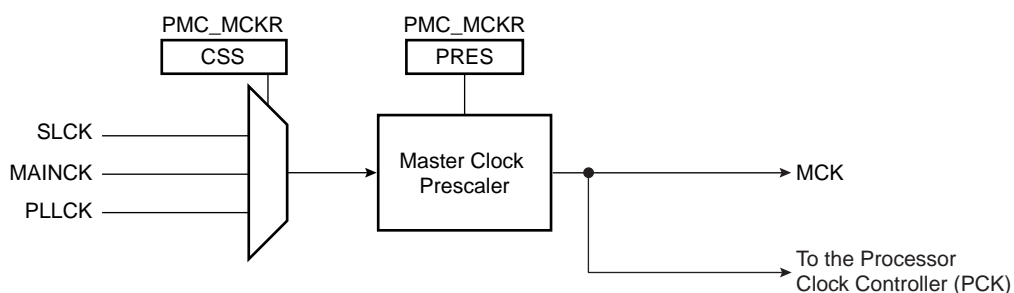 PMC_MCKR
CSS
PMC_MCKR
PRES
SLCK
MAINCK
PLLCK
Master Clock
Prescaler
MCK
To the Processor
Clock Controller (PCK)